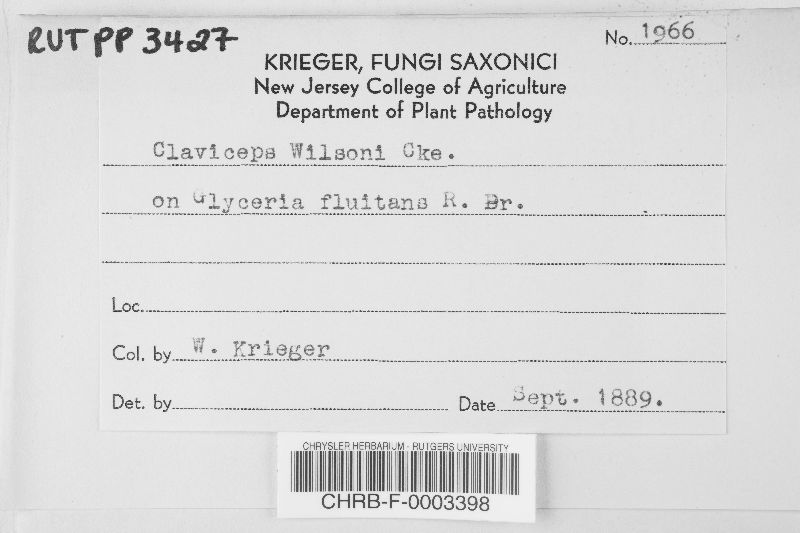 RUTPP 3427
No. 1966
KRIEGER, FUNGI SAXONICI
New Jersey College of Agriculture
Department of Plant Pathology
Claviceps Wilsoni Cke.
on Glyceria fluitans R. Br.
Loc.
Col. by W. Krieger
Det. by Date Sept. 1889.
CHRYSLER HERBARIUM - RUTGERS UNIVERSITY
CHRB-F-0003398